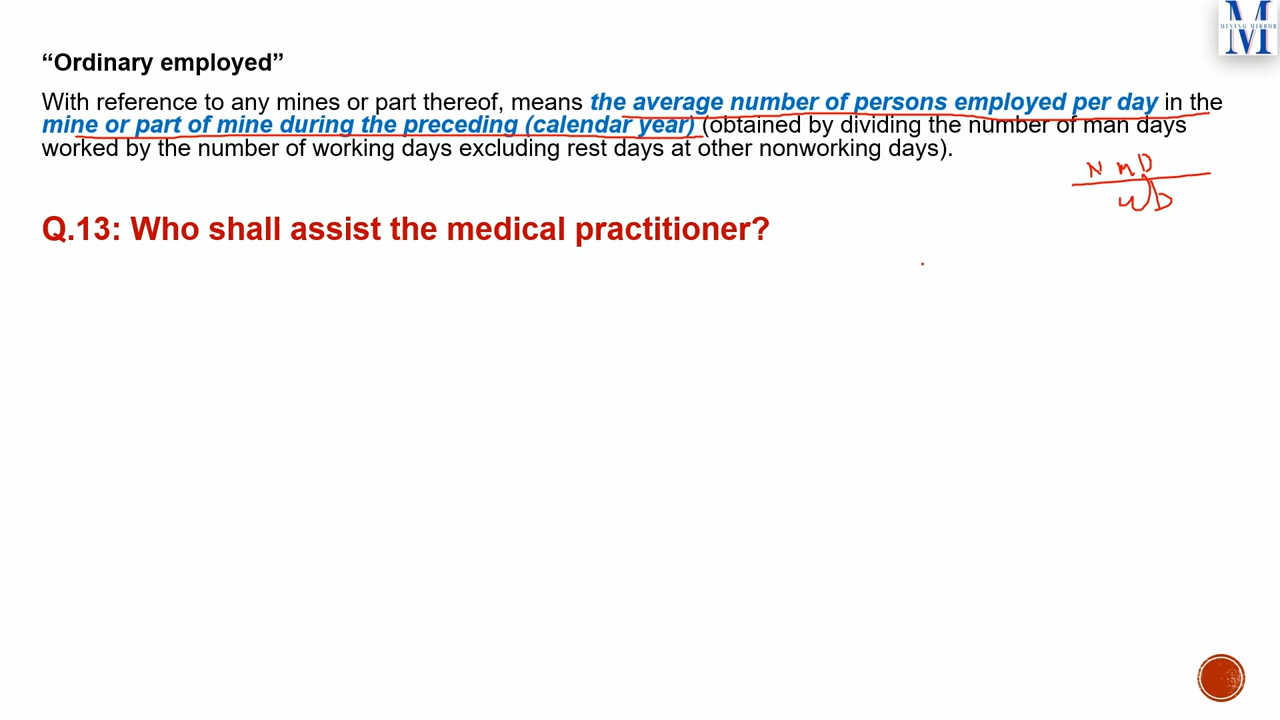 M
MINING MIRROR
“Ordinary employed”
With reference to any mines or part thereof, means the average number of persons employed per day in the
mine or part of mine during the preceding (calendar year) (obtained by dividing the number of man days
worked by the number of working days excluding rest days at other nonworking days).
N M D
W D
Q.13: Who shall assist the medical practitioner?